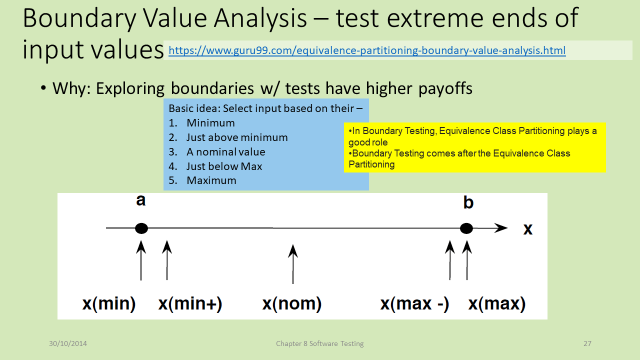 Boundary Value Analysis – test extreme ends of
input values https://www.guru99.com/equivalence-partitioning-boundary-value-analysis.html
• Why: Exploring boundaries w/ tests have higher payoffs
Basic idea: Select input based on their –
1. Minimum
2. Just above minimum
3. A nominal value
4. Just below Max
5. Maximum
•In Boundary Testing, Equivalence Class Partitioning plays a
good role
•Boundary Testing comes after the Equivalence Class
Partitioning
a b
x
x(min) x(min+) x(nom) x(max -) x(max)
30/10/2014 Chapter 8 Software Testing 27